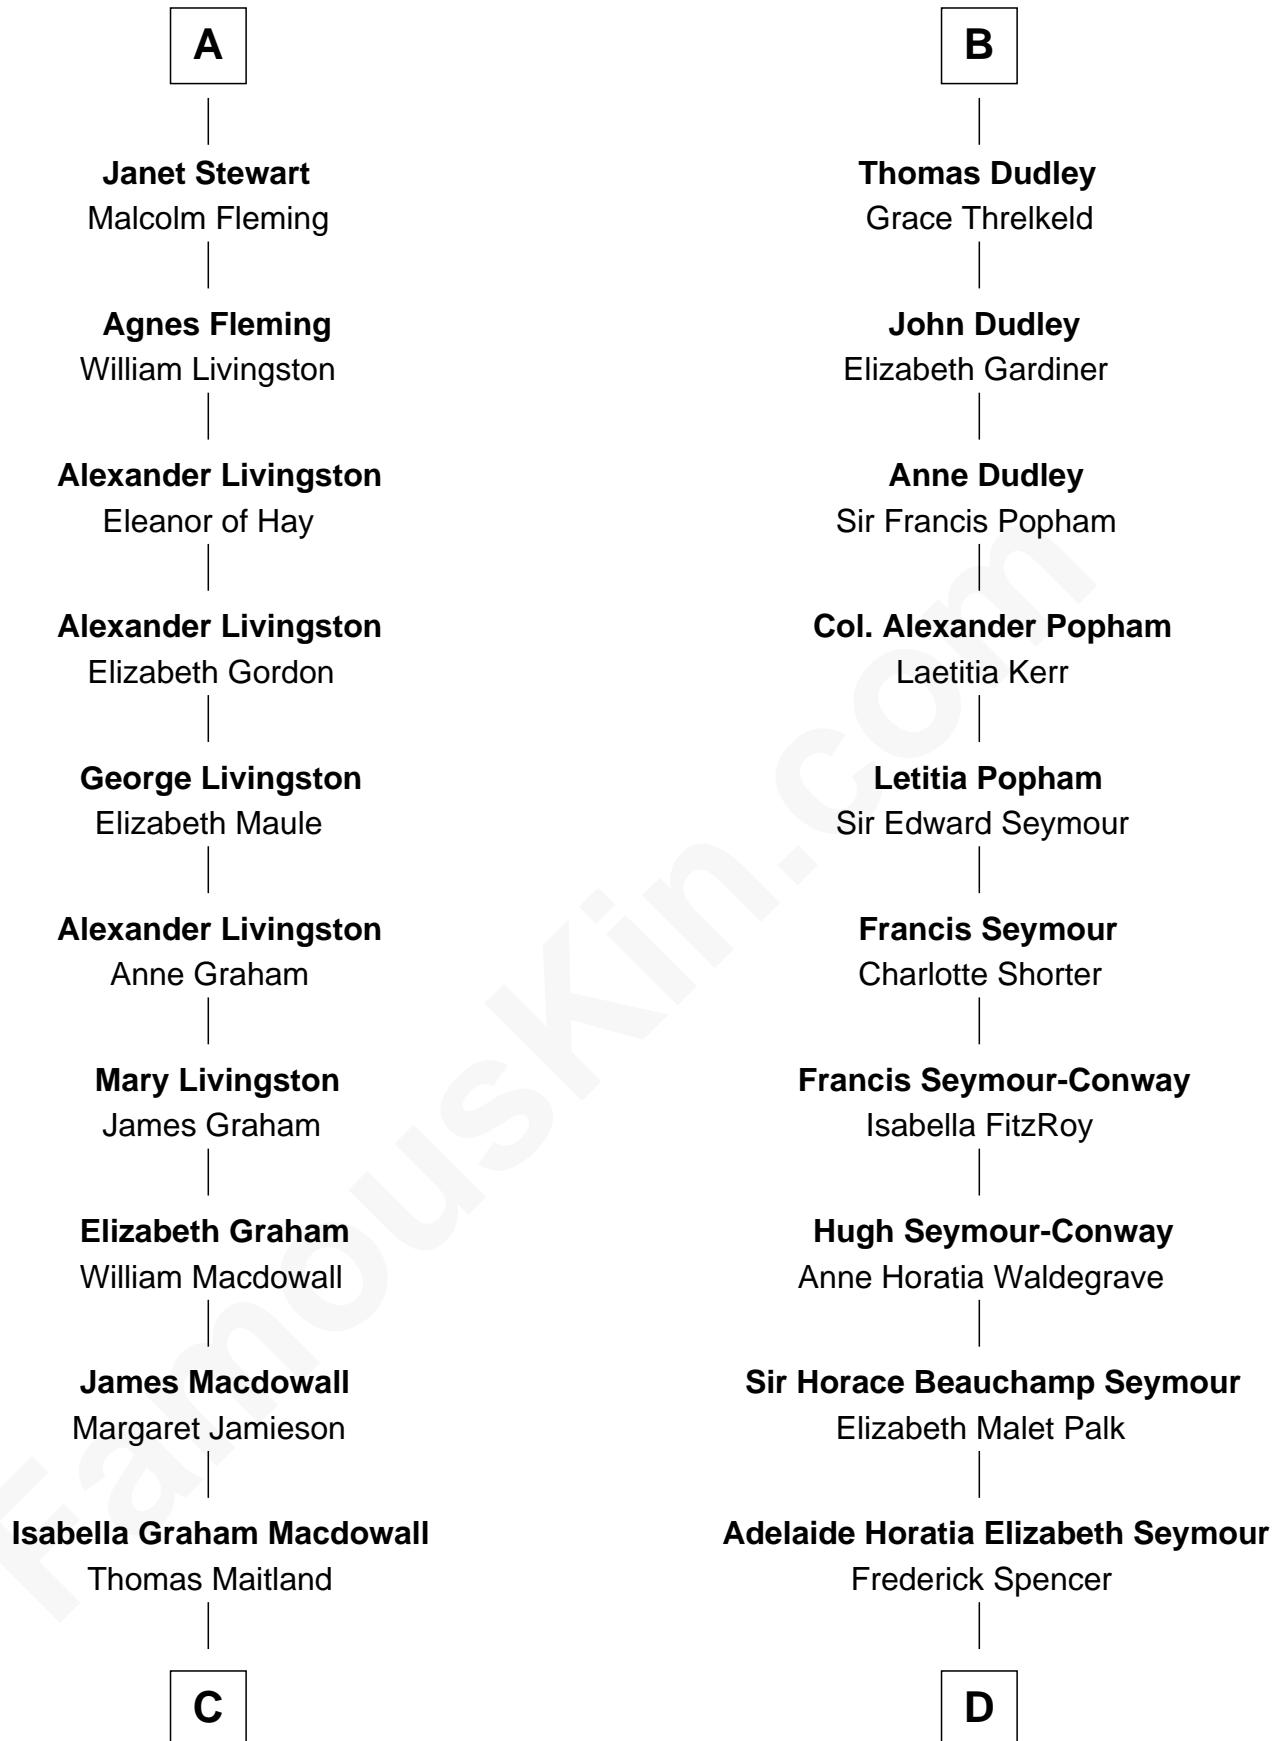 A
Janet Stewart
Malcolm Fleming
Agnes Fleming
William Livingston
Alexander Livingston
Eleanor of Hay
Alexander Livingston
Elizabeth Gordon
George Livingston
Elizabeth Maule
Alexander Livingston
Anne Graham
Mary Livingston
James Graham
Elizabeth Graham
William Macdowall
James Macdowall
Margaret Jamieson
Isabella Graham Macdowall
Thomas Maitland
C
B
Thomas Dudley
Grace Threlkeld
John Dudley
Elizabeth Gardiner
Anne Dudley
Sir Francis Popham
Col. Alexander Popham
Laetitia Kerr
Letitia Popham
Sir Edward Seymour
Francis Seymour
Charlotte Shorter
Francis Seymour-Conway
Isabella FitzRoy
Hugh Seymour-Conway
Anne Horatia Waldegrave
Sir Horace Beauchamp Seymour
Elizabeth Malet Palk
Adelaide Horatia Elizabeth Seymour
Frederick Spencer
D
FamousKin.com